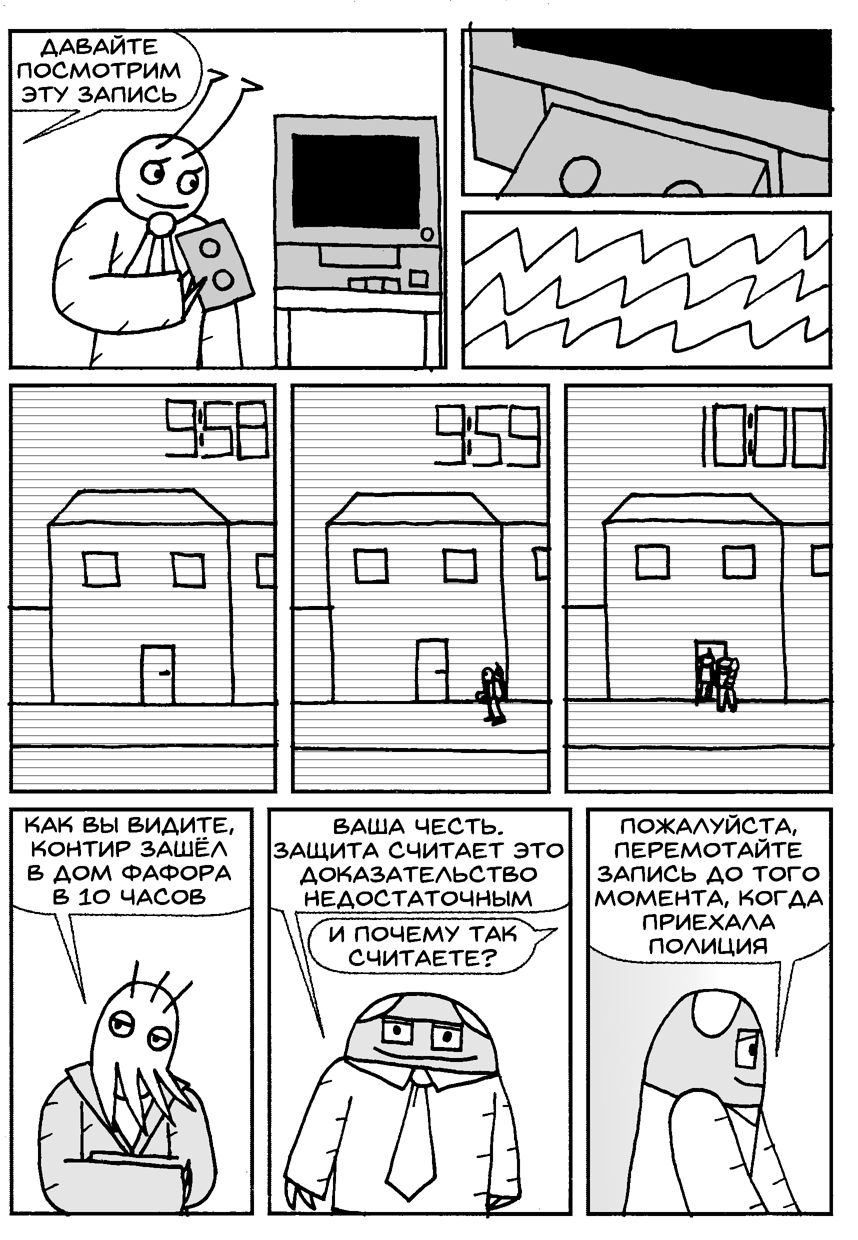 ДАВАЙТЕ
ПОСМОТРИМ
ЭТУ ЗАПИСЬ
9:58
9:59
10:00
КАК ВЫ ВИДИТЕ,
КОНТИР ЗАШЁЛ
В ДОМ ФАФОРА
В 10 ЧАСОВ
ВАША ЧЕСТЬ.
ЗАЩИТА СЧИТАЕТ ЭТО
ДОКАЗАТЕЛЬСТВО
НЕДОСТАТОЧНЫМ
И ПОЧЕМУ ТАК
СЧИТАЕТЕ?
ПОЖАЛУЙСТА,
ПЕРЕМОТАЙТЕ
ЗАПИСЬ ДО ТОГО
МОМЕНТА, КОГДА
ПРИЕХАЛА
ПОЛИЦИЯ